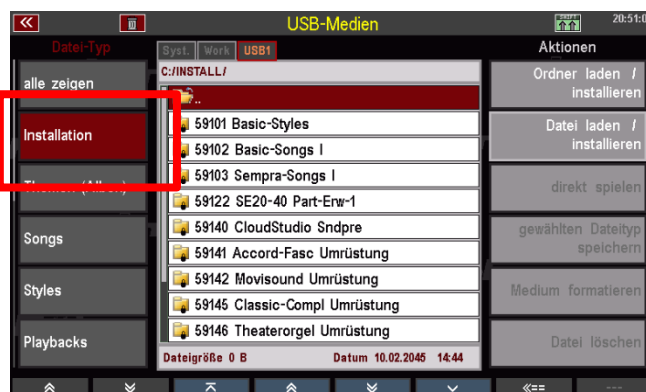 USB-Medien
20:51:0
Datei-Typ
Syst. Work USB1
Aktionen
C:/INSTALL/
alle zeigen
Ordner laden /
installieren
..
59101 Basic-Styles
Installation
Datei laden /
installieren
59102 Basic-Songs I
59103 Sempra-Songs I
Themen (Alben)
59122 SE20-40 Part-Erw-1
direkt spielen
59140 CloudStudio Sndpre
Songs
gewählten Dateityp
speichern
59141 Accord-Fasc Umrüstung
59142 Movisound Umrüstung
Styles
Medium formatieren
59145 Classic-Compl Umrüstung
59146 Theaterorgel Umrüstung
Playbacks
Datei löschen
Dateigröße 0 B Datum 10.02.2045 14:44
«== ---